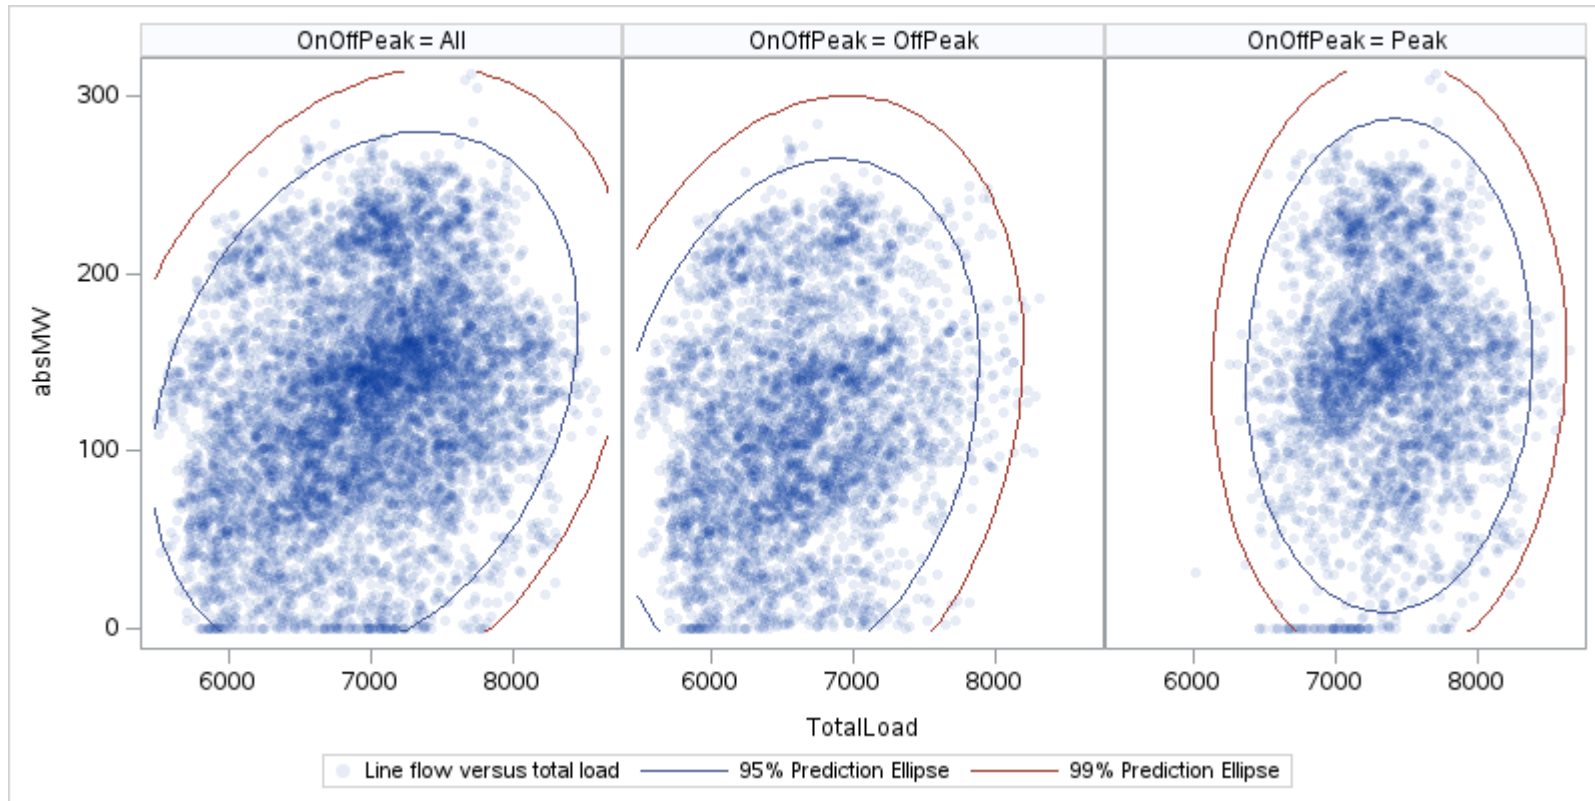 OnOffPeak = All
OnOffPeak = OffPeak
OnOffPeak = Peak
absMW
300
200
100
0
6000 7000 8000
6000 7000 8000
6000 7000 8000
TotalLoad
Line flow versus total load
95% Prediction Ellipse
99% Prediction Ellipse